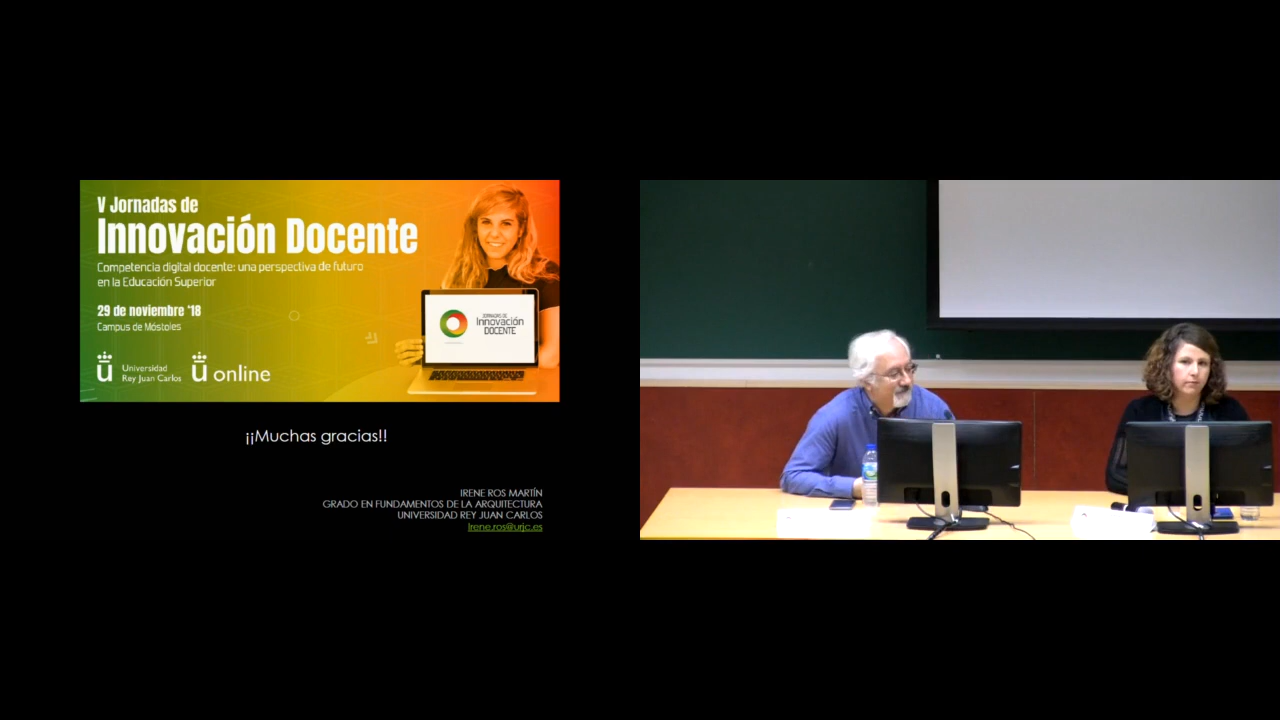 V Jornadas de
Innovación Docente
Competencia digital docente: una perspectiva de futuro
en la Educación Superior
29 de noviembre '18
Campus de Móstoles
ū Universidad
Rey Juan Carlos
ū online
JORNADAS DE
Innovación
DOCENTE
¡¡Muchas gracias!!
IRENE ROS MARTÍN
GRADO EN FUNDAMENTOS DE LA ARQUITECTURA
UNIVERSIDAD REY JUAN CARLOS
Irene.ros@urjc.es